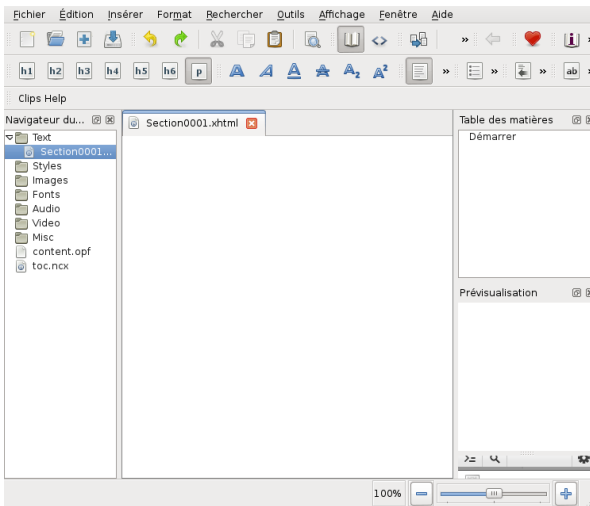 Fichier Édition Insérer Format Rechercher Outils Affichage Fenêtre Aide
h1 h2 h3 h4 h5 h6 p A A A A A₂ A² ab
Clips Help
Navigateur du...
Section0001.xhtml
Table des matières
Text
Section0001...
Styles
Images
Fonts
Audio
Video
Misc
content.opf
toc.ncx
Démarrer
Prévisualisation
100%